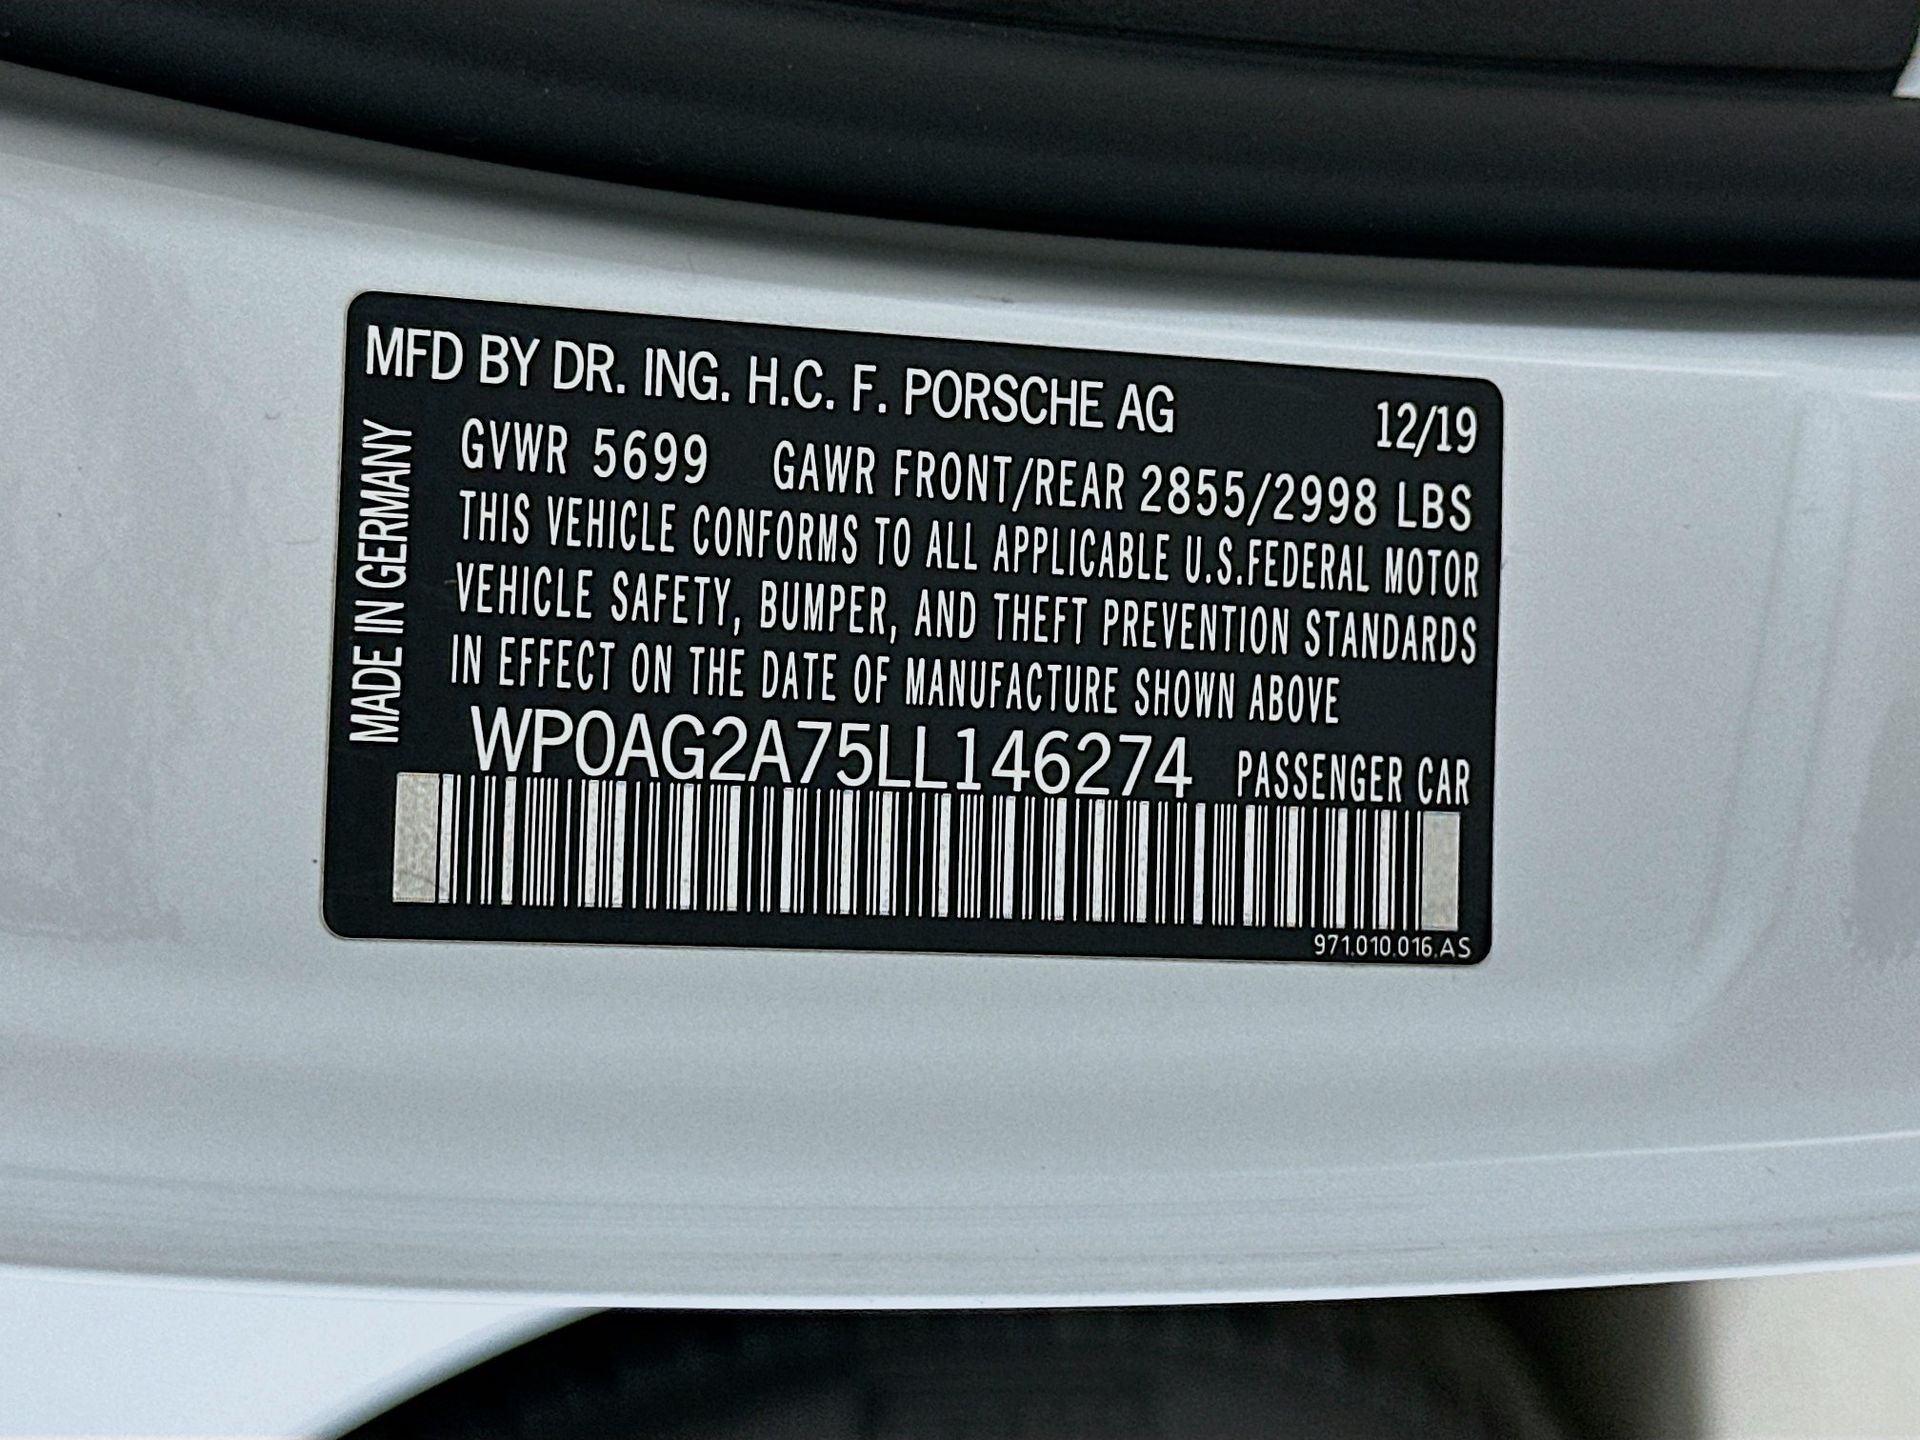 MFD BY DR. ING. H.C. F. PORSCHE AG 12/19
GVWR 5699 GAWR FRONT/REAR 2855/2998 LBS
THIS VEHICLE CONFORMS TO ALL APPLICABLE U.S.FEDERAL MOTOR
VEHICLE SAFETY, BUMPER, AND THEFT PREVENTION STANDARDS
IN EFFECT ON THE DATE OF MANUFACTURE SHOWN ABOVE
WP0AG2A75LL146274 PASSENGER CAR
971.010.016.AS
MADE IN GERMANY